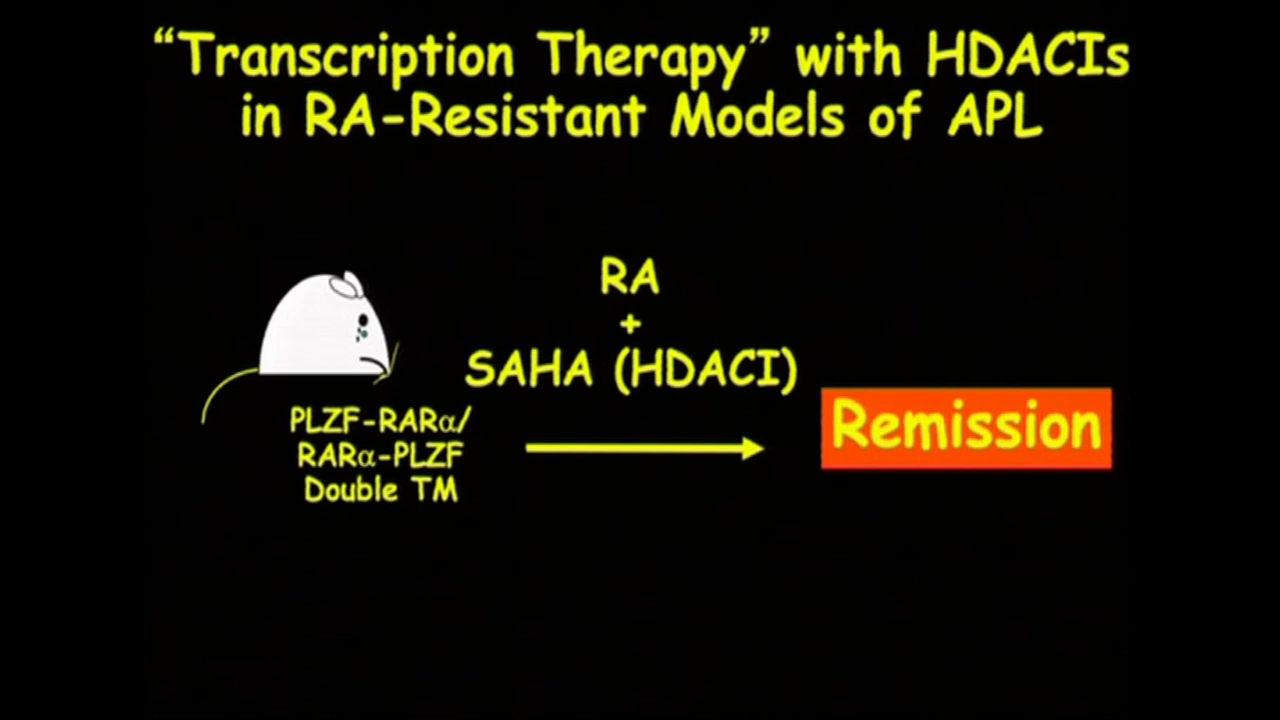 “Transcription Therapy” with HDACIs
in RA-Resistant Models of APL
RA
+
SAHA (HDACI)
PLZF-RARα/
RARα-PLZF
Double TM
Remission